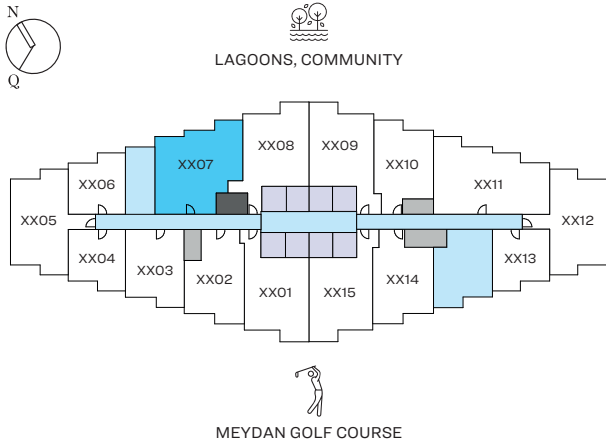 N
Q
LAGOONS, COMMUNITY
XX08
XX09
XX07
XX10
XX06
XX11
XX05
XX12
XX04
XX03
XX02
XX01
XX15
XX14
XX13
MEYDAN GOLF COURSE